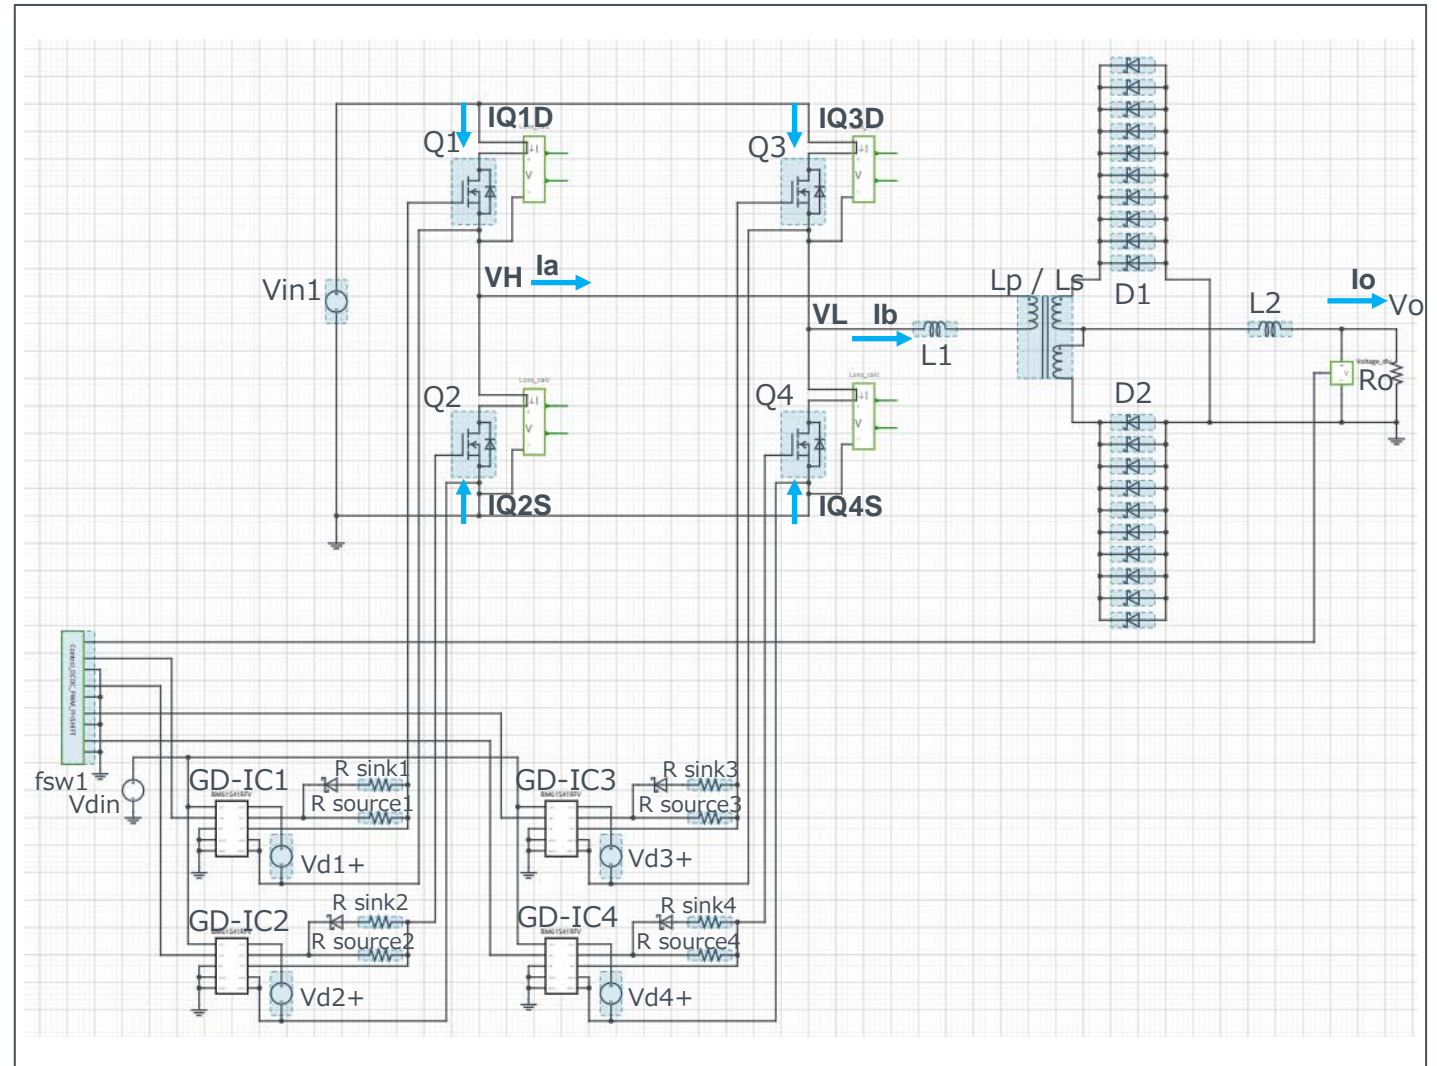 IQ1D
IQ3D
Q1
Q3
Lp / Ls
Io
Vin1
VH
Ia
D1
L2
Vo
VL
Ib
L1
Loss_calc
Loss_calc
Ro
Q2
Q4
D2
IQ2S
IQ4S
fsw1
Vdin
GD-IC1
R sink1
R source1
Vd1+
GD-IC3
R sink3
R source3
Vd3+
GD-IC2
R sink2
R source2
Vd2+
GD-IC4
R sink4
R source4
Vd4+